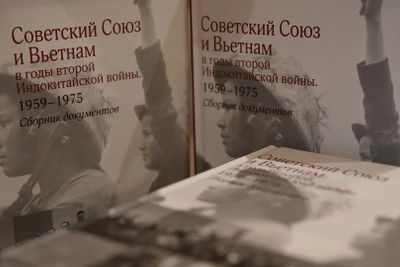 Советский Союз
и Вьетнам
в годы второй
Индокитайской войны.
1959–1975
Сборник документов
Советский Союз
и Вьетнам
в годы второй
Индокитайской войны.
1959–1975
Сборник документов
Советский Союз
и Вьетнам